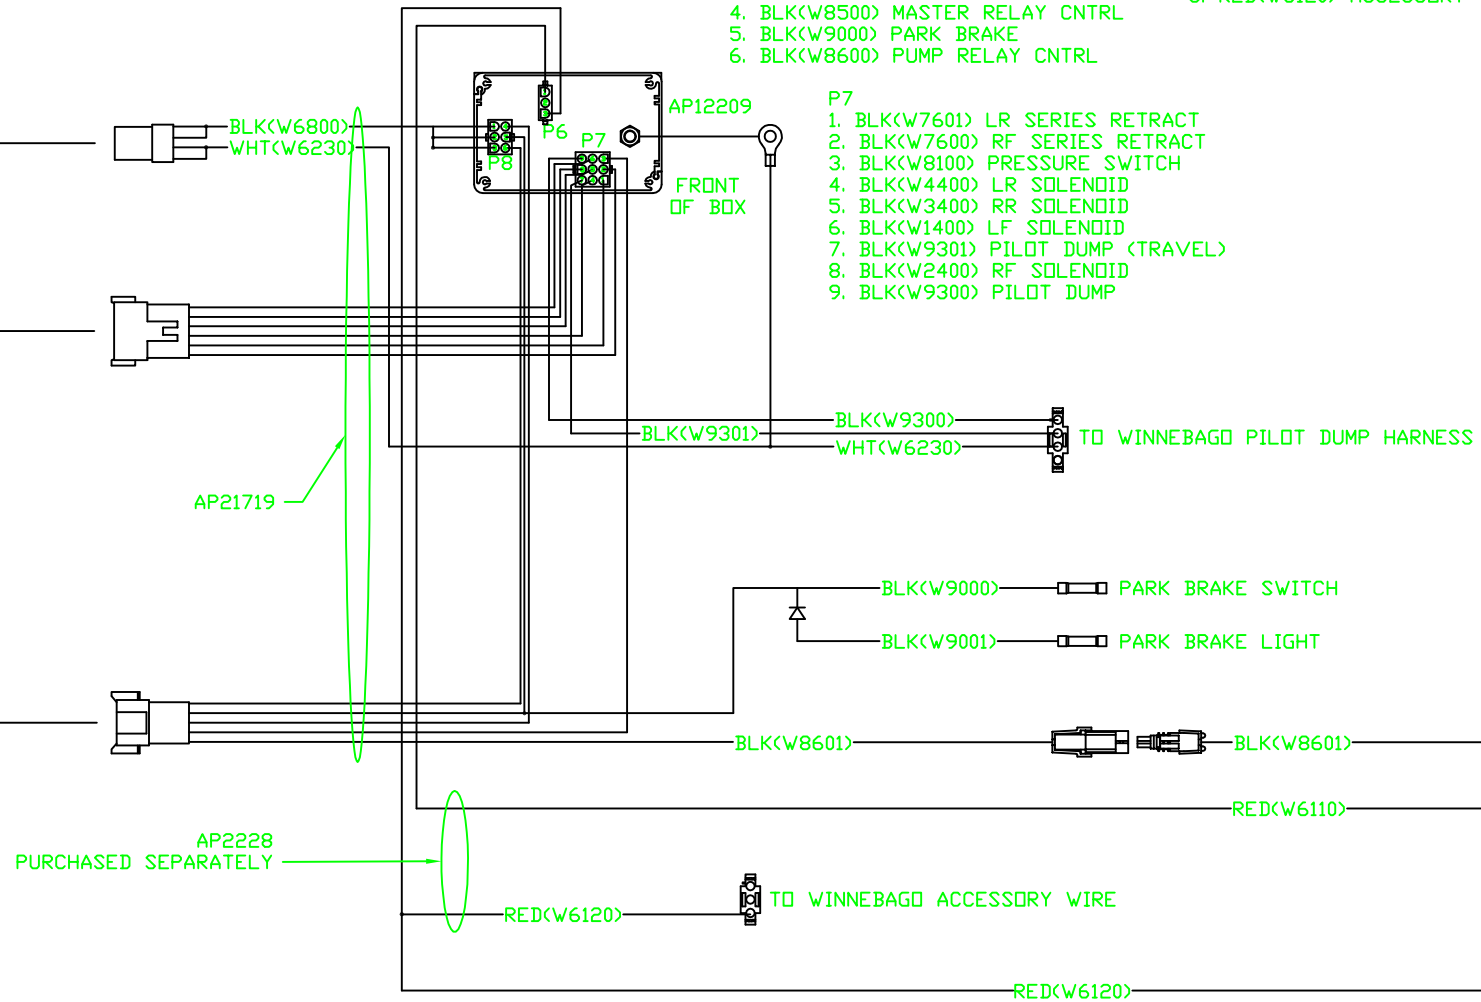 4. BLK(W8500) MASTER RELAY CNTRL
5. BLK(W9000) PARK BRAKE
6. BLK(W8600) PUMP RELAY CNTRL
AP12209
P6
P7
P8
FRONT
OF BOX
P7
1. BLK(W7601) LR SERIES RETRACT
2. BLK(W7600) RF SERIES RETRACT
3. BLK(W8100) PRESSURE SWITCH
4. BLK(W4400) LR SOLENOID
5. BLK(W3400) RR SOLENOID
6. BLK(W1400) LF SOLENOID
7. BLK(W9301) PILOT DUMP (TRAVEL)
8. BLK(W2400) RF SOLENOID
9. BLK(W9300) PILOT DUMP
BLK(W6800)
WHT(W6230)
BLK(W9300)
BLK(W9301)
WHT(W6230)
TO WINNEBAGO PILOT DUMP HARNESS
AP21719
BLK(W9000)
PARK BRAKE SWITCH
BLK(W9001)
PARK BRAKE LIGHT
BLK(W8601)
BLK(W8601)
RED(W6110)
AP2228
PURCHASED SEPARATELY
RED(W6120)
TO WINNEBAGO ACCESSORY WIRE
RED(W6120)